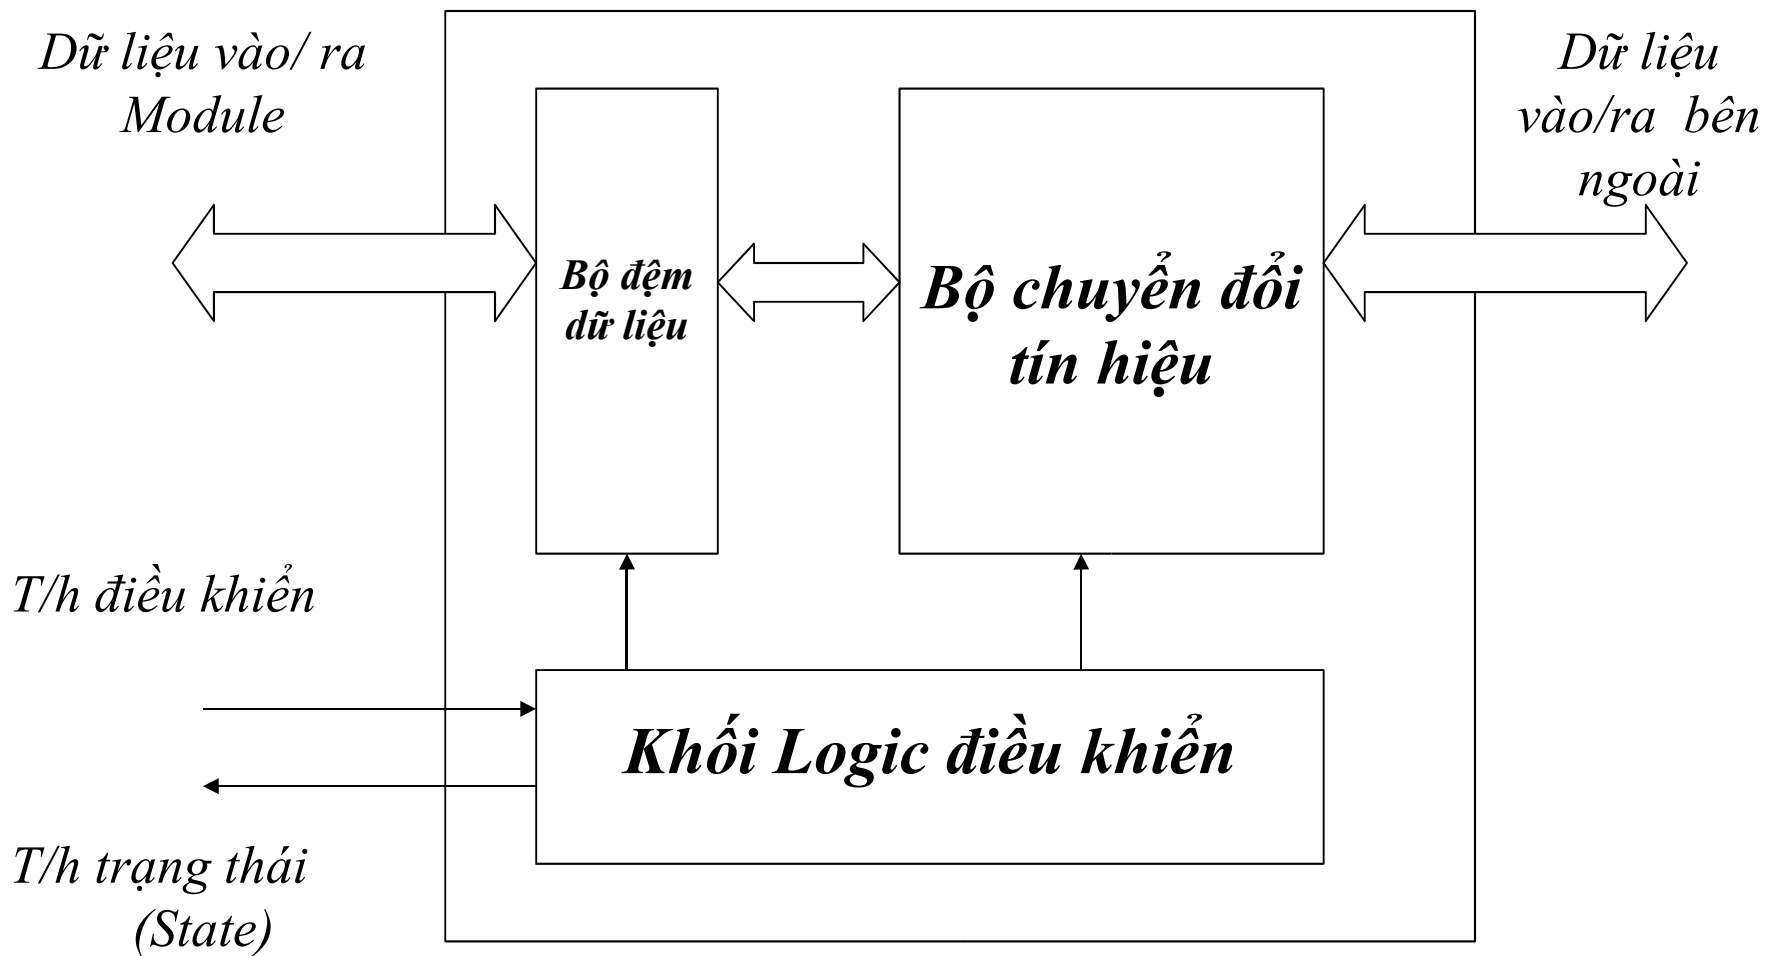 Dữ liệu vào/ ra
Module
Dữ liệu
vào/ra bên
ngoài
Bộ đệm
dữ liệu
Bộ chuyển đổi
tín hiệu
T/h điều khiển
Khối Logic điều khiển
T/h trạng thái
(State)